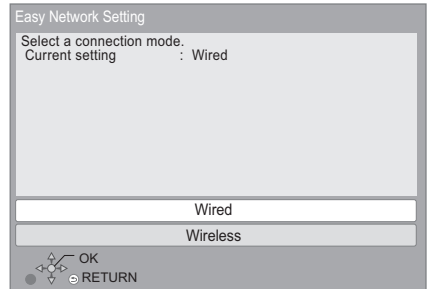 Easy Network Setting
Select a connection mode.
Current setting : Wired
Wired
Wireless
OK
RETURN